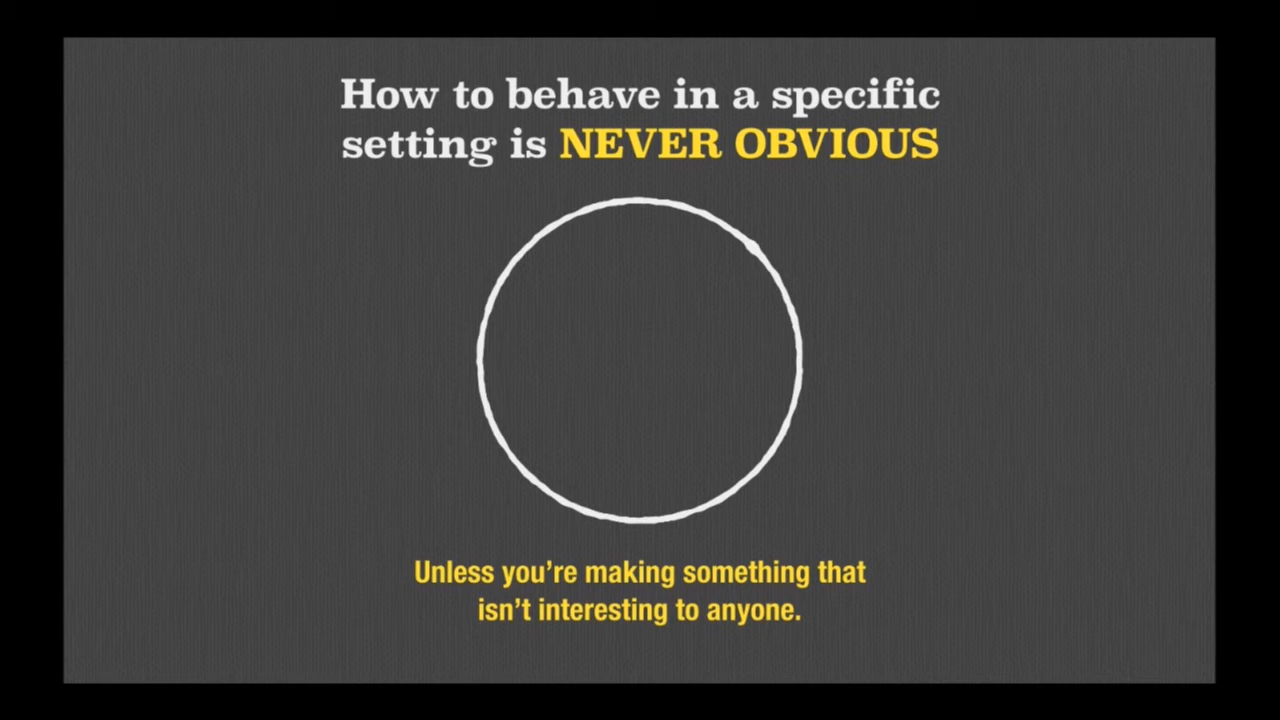 How to behave in a specific
setting is NEVER OBVIOUS
Unless you're making something that
isn't interesting to anyone.